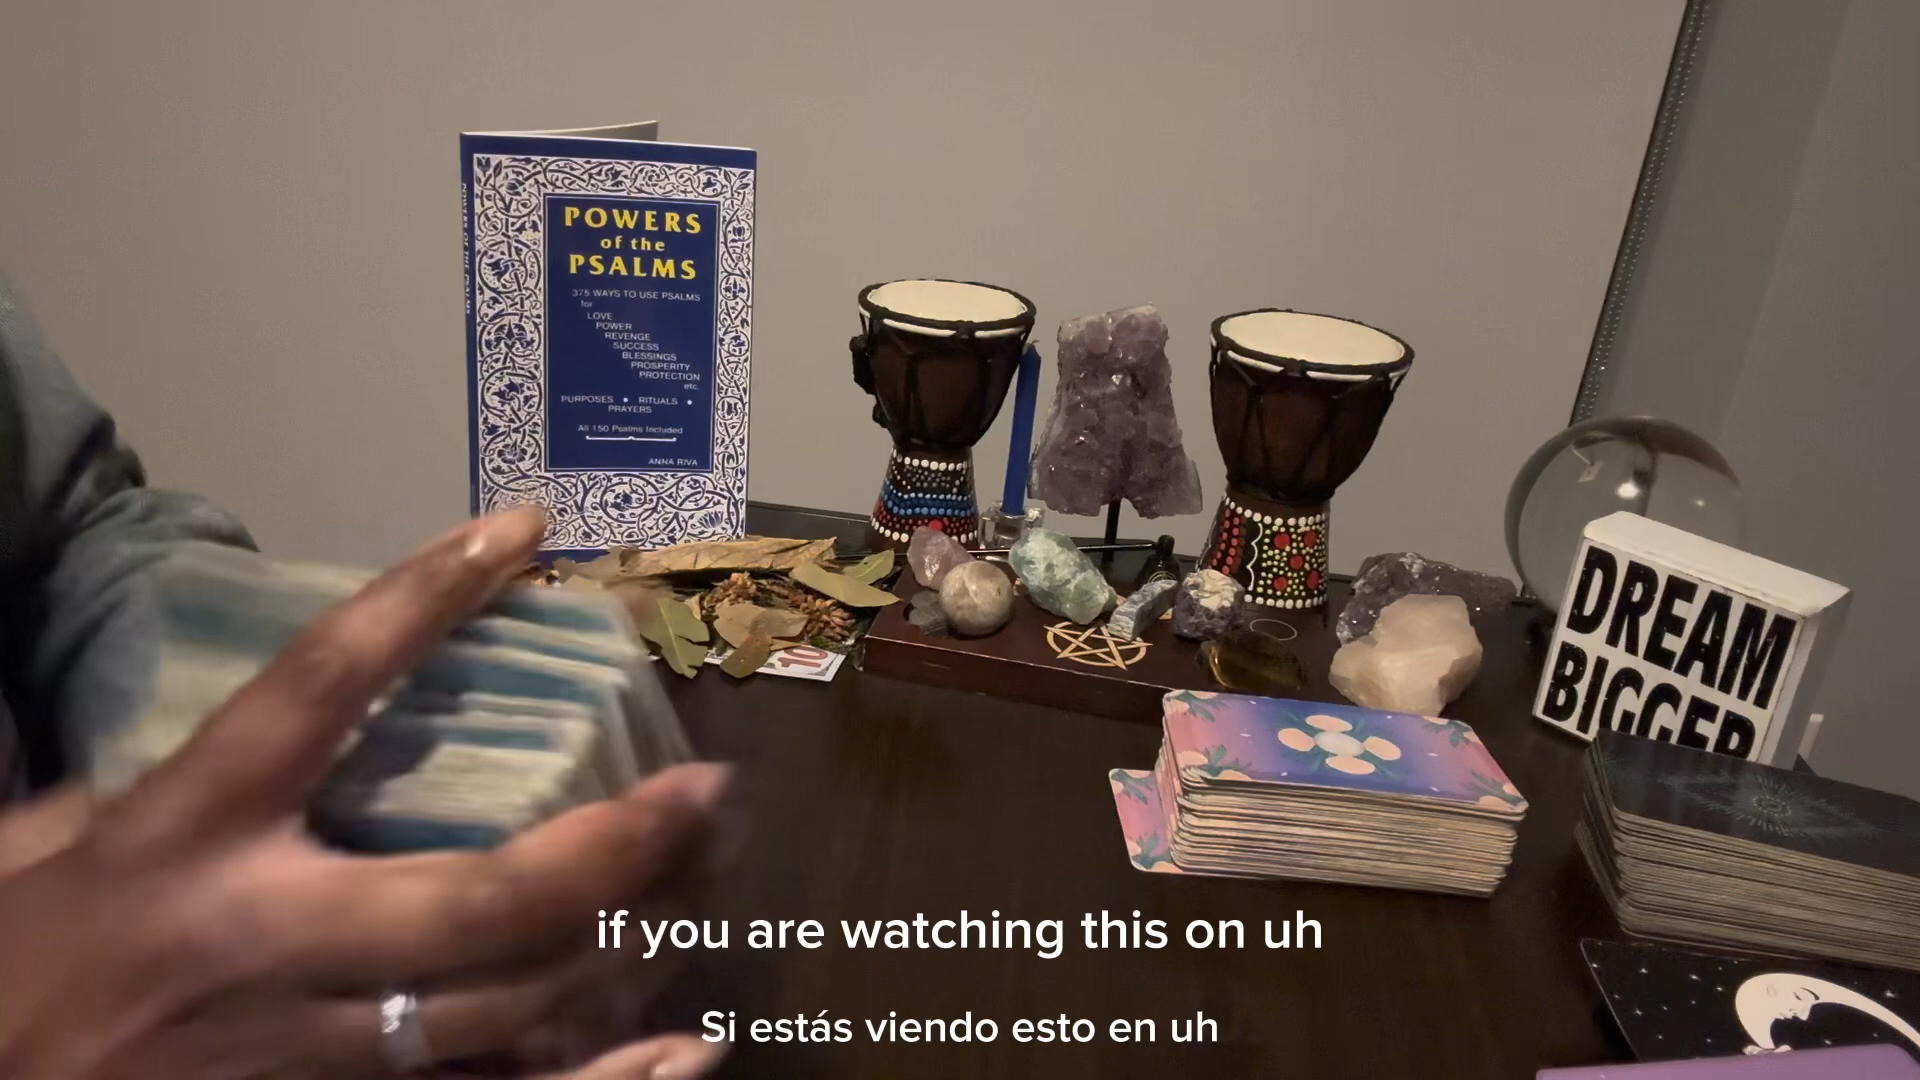 POWERS
of the
PSALMS
375 WAYS TO USE PSALMS
for
LOVE
POWER
REVENGE
SUCCESS
BLESSINGS
PROSPERITY
PROTECTION
etc.
PURPOSES • RITUALS •
PRAYERS
All 150 Psalms Included
ANNA RIVA
POWERS OF THE PSALMS
10
DREAM
BIGGER
if you are watching this on uh
Si estás viendo esto en uh